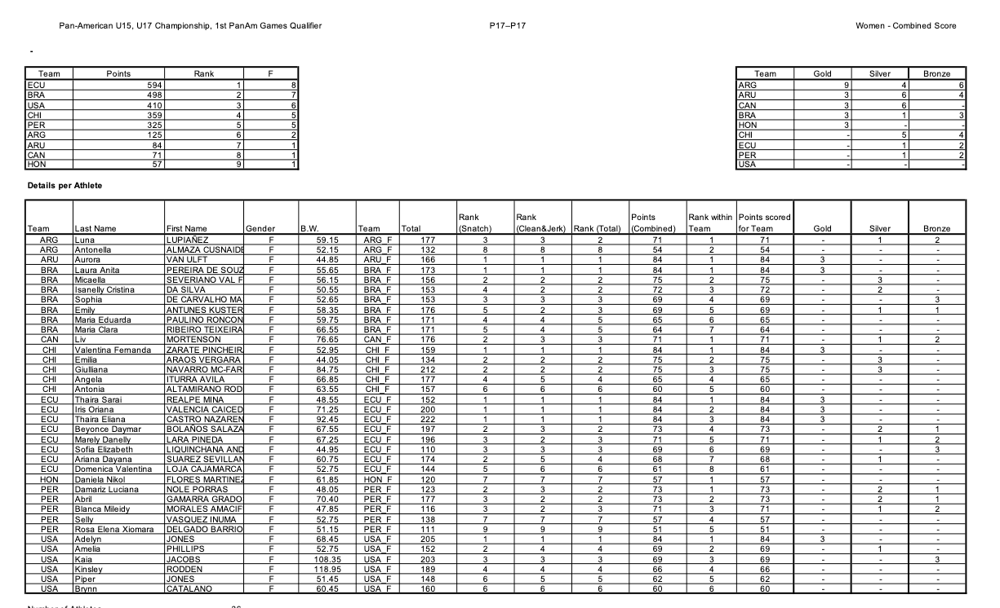 Pan-American U15, U17 Championship, 1st PanAm Games Qualifier P17–P17 Women - Combined Score
-
Team Points Rank F
ECU 594 1 8
BRA 498 2 7
USA 410 3 6
CHI 359 4 5
PER 325 5 5
ARG 125 6 2
ARU 84 7 1
CAN 71 8 1
HON 57 9 1
Team Gold Silver Bronze
ARG 9 4 6
ARU 3 6 4
CAN 3 6 -
BRA 3 1 3
HON 3 - -
CHI - 5 4
ECU - 1 2
PER - 1 2
USA - - -
Details per Athlete
Team Last Name First Name Gender B.W. Team Total Rank (Snatch) Rank (Clean&Jerk) Rank (Total) Points (Combined) Rank within Team Points scored for Team Gold Silver Bronze
ARG Luna LUPIAÑEZ F 59.15 ARG_F 177 3 3 2 71 1 71 - 1 2
ARG Antonella ALMAZA CUSNAIDE F 52.15 ARG_F 132 8 8 8 54 2 54 - - -
ARU Aurora VAN ULFT F 44.85 ARU_F 166 1 1 1 84 1 84 3 - -
BRA Laura Anita PEREIRA DE SOUZ F 55.65 BRA_F 173 1 1 1 84 1 84 3 - -
BRA Micaella SEVERIANO VAL F F 56.15 BRA_F 156 2 2 2 75 2 75 - 3 -
BRA Isanelly Cristina DA SILVA F 50.55 BRA_F 153 4 2 2 72 3 72 - 2 -
BRA Sophia DE CARVALHO MA F 52.65 BRA_F 153 3 3 3 69 4 69 - - 3
BRA Emily ANTUNES KUSTER F 58.35 BRA_F 176 5 2 3 69 5 69 - 1 1
BRA Maria Eduarda PAULINO RONCON F 59.75 BRA_F 171 4 4 5 65 6 65 - - -
BRA Maria Clara RIBEIRO TEIXEIRA F 66.55 BRA_F 171 5 4 5 64 7 64 - - -
CAN Liv MORTENSON F 76.65 CAN_F 176 2 3 3 71 1 71 - 1 2
CHI Valentina Fernanda ZARATE PINCHEIR F 52.95 CHI_F 159 1 1 1 84 1 84 3 - -
CHI Emilia ARAOS VERGARA F 44.05 CHI_F 134 2 2 2 75 2 75 - 3 -
CHI Giulliana NAVARRO MC-FAR F 84.75 CHI_F 212 2 2 2 75 3 75 - 3 -
CHI Angela ITURRA AVILA F 66.85 CHI_F 177 4 5 4 65 4 65 - - -
CHI Antonia ALTAMIRANO ROD F 63.55 CHI_F 157 6 6 6 60 5 60 - - -
ECU Thaira Sarai REALPE MINA F 48.55 ECU_F 152 1 1 1 84 1 84 3 - -
ECU Iris Oriana VALENCIA CAICED F 71.25 ECU_F 200 1 1 1 84 2 84 3 - -
ECU Thaira Eliana CASTRO NAZAREN F 92.45 ECU_F 222 1 1 1 84 3 84 3 - -
ECU Beyonce Daymar BOLAÑOS SALAZA F 67.55 ECU_F 197 2 3 2 73 4 73 - 2 1
ECU Marely Danelly LARA PINEDA F 67.25 ECU_F 196 3 2 3 71 5 71 - 1 2
ECU Sofia Elizabeth LIQUINCHANA AND F 44.95 ECU_F 110 3 3 3 69 6 69 - - 3
ECU Ariana Dayana SUAREZ SEVILLAN F 60.75 ECU_F 174 2 5 4 68 7 68 - 1 -
ECU Domenica Valentina LOJA CAJAMARCA F 52.75 ECU_F 144 5 6 6 61 8 61 - - -
HON Daniela Nikol FLORES MARTINEZ F 61.85 HON_F 120 7 7 7 57 1 57 - - -
PER Damariz Luciana NOLE PORRAS F 48.05 PER_F 123 2 3 2 73 1 73 - 2 1
PER Abril GAMARRA GRADO F 70.40 PER_F 177 3 2 2 73 2 73 - 2 1
PER Blanca Mileidy MORALES AMACIF F 47.85 PER_F 116 3 2 3 71 3 71 - 1 2
PER Selly VASQUEZ INUMA F 52.75 PER_F 138 7 7 7 57 4 57 - - -
PER Rosa Elena Xiomara DELGADO BARRIO F 51.15 PER_F 111 9 9 9 51 5 51 - - -
USA Adelyn JONES F 68.45 USA_F 205 1 1 1 84 1 84 3 - -
USA Amelia PHILLIPS F 52.75 USA_F 152 2 4 4 69 2 69 - 1 -
USA Kaia JACOBS F 108.35 USA_F 203 3 3 3 69 3 69 - - 3
USA Kinsley RODDEN F 118.95 USA_F 189 4 4 4 66 4 66 - - -
USA Piper JONES F 51.45 USA_F 148 6 5 5 62 5 62 - - -
USA Brynn CATALANO F 60.45 USA_F 160 6 6 6 60 6 60 - - -
Number of Athletes 36